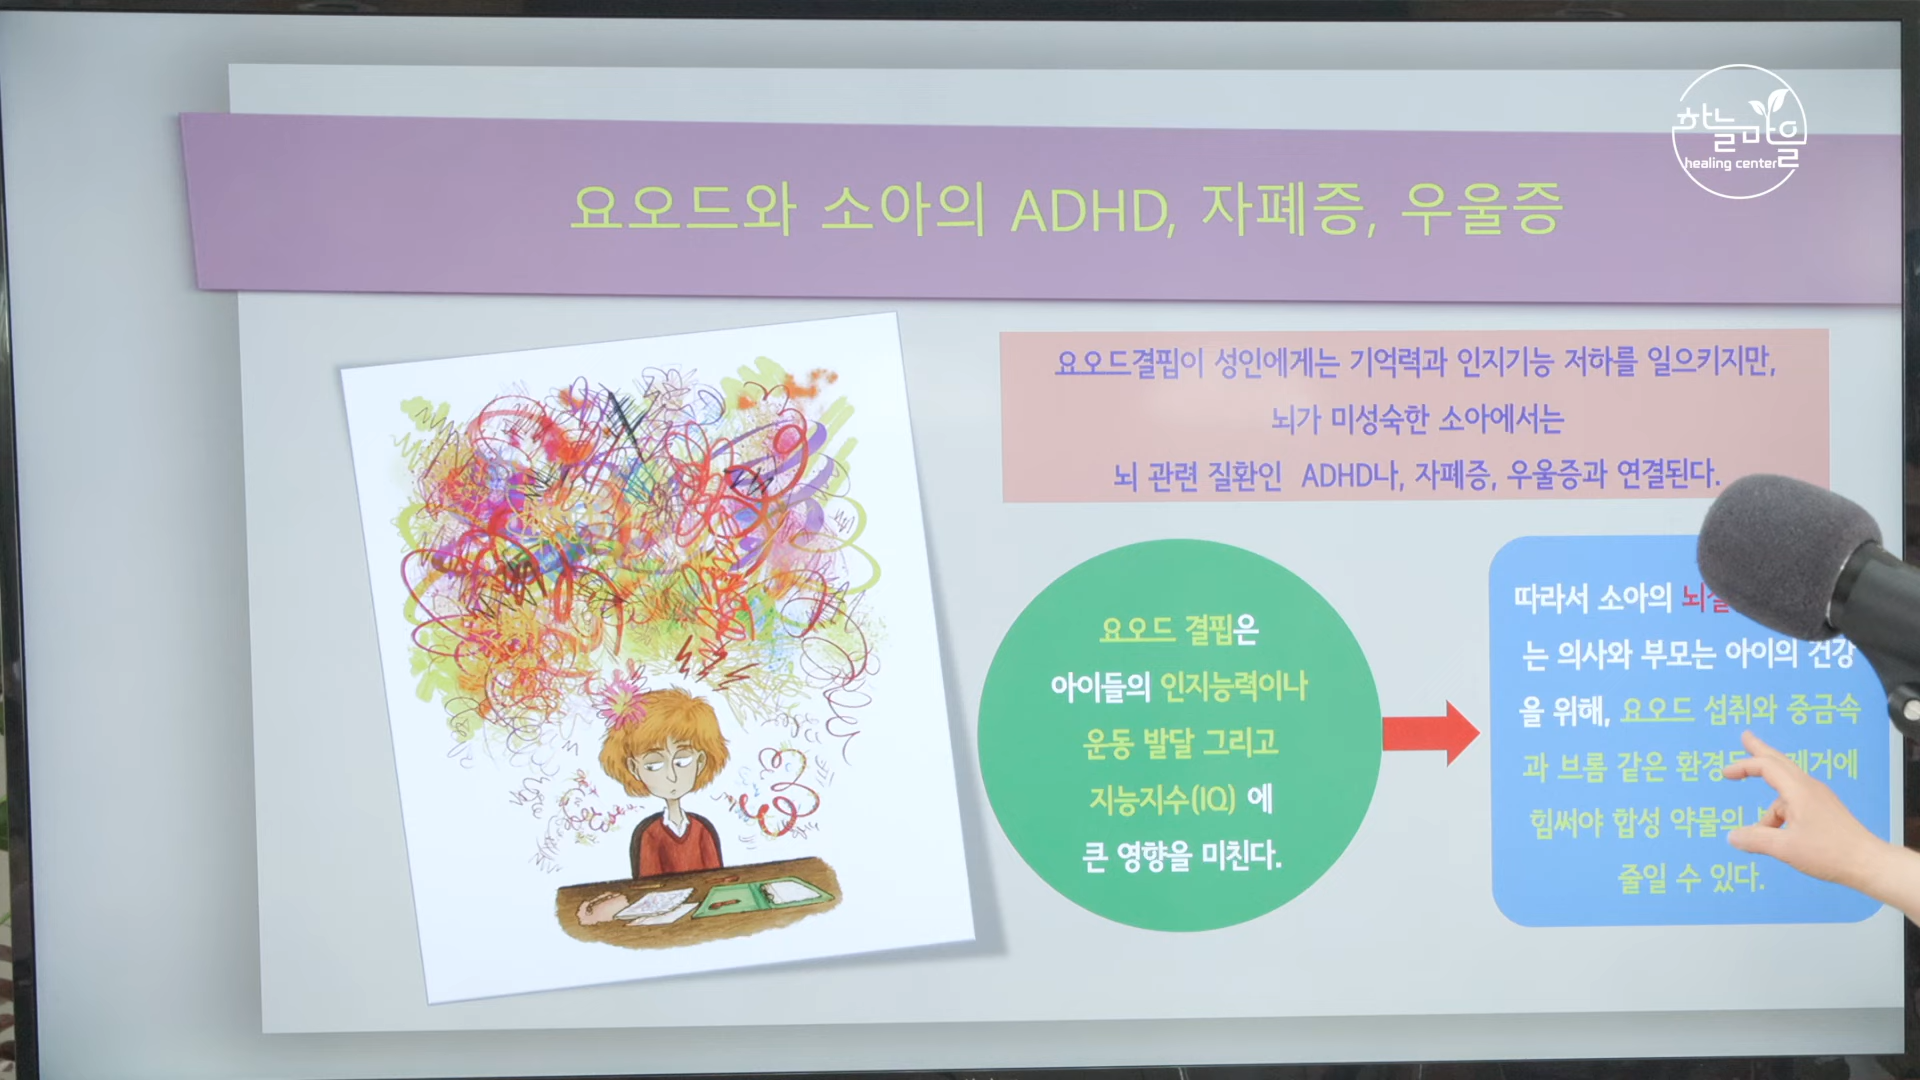 하늘마을
healing center
요오드와 소아의 ADHD, 자폐증, 우울증
요오드결핍이 성인에게는 기억력과 인지기능 저하를 일으키지만,
뇌가 미성숙한 소아에서는
뇌 관련 질환인 ADHD나, 자폐증, 우울증과 연결된다.
요오드 결핍은
아이들의 인지능력이나
운동 발달 그리고
지능지수(IQ) 에
큰 영향을 미친다.
따라서 소아의
는 의사와 부모는 아이의 건강
을 위해, 요오드 섭취와 중금속
과 브롬 같은
힘써야 합성 약물의
줄일 수 있다.